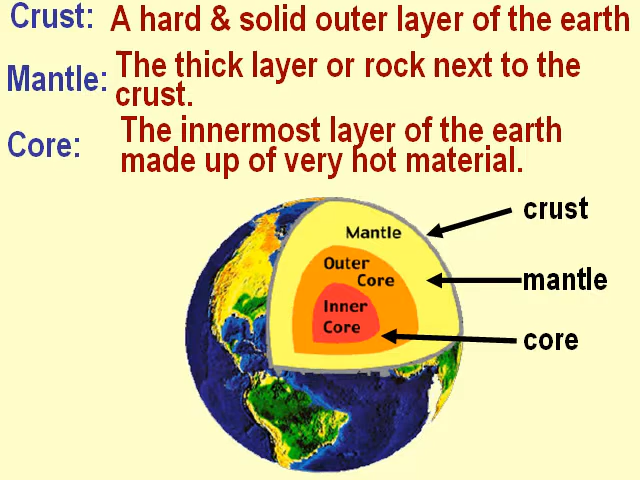 Crust: A hard & solid outer layer of the earth
Mantle: The thick layer or rock next to the
crust.
Core: The innermost layer of the earth
made up of very hot material.
crust
Mantle
Outer
Core
mantle
Inner
Core
core